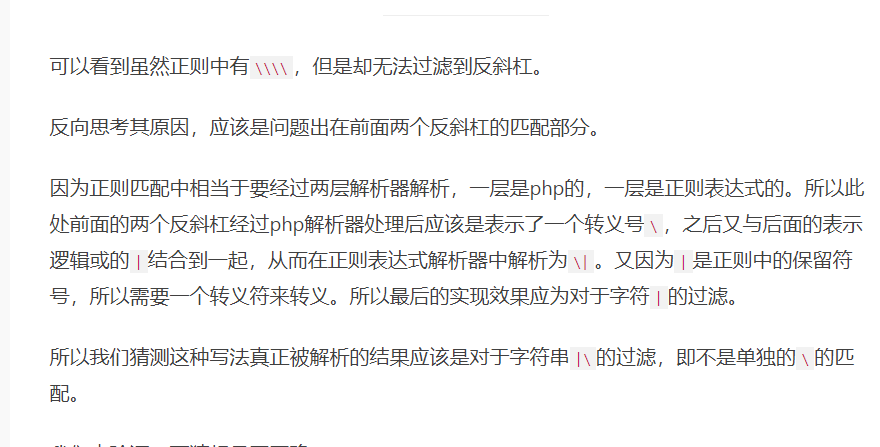 可以看到虽然正则中有\\\\，但是却无法过滤到反斜杠。
反向思考其原因，应该是问题出在前面两个反斜杠的匹配部分。
因为正则匹配中相当于要经过两层解析器解析，一层是php的，一层是正则表达式的。所以此
处前面的两个反斜杠经过php解析器处理后应该是表示了一个转义号\，之后又与后面的表示
逻辑或的|结合到一起，从而在正则表达式解析器中解析为\|。又因为|是正则中的保留符
号，所以需要一个转义符来转义。所以最后的实现效果应为对于字符|的过滤。
所以我们猜测这种写法真正被解析的结果应该是对于字符串|\的过滤，即不是单独的\的匹
配。